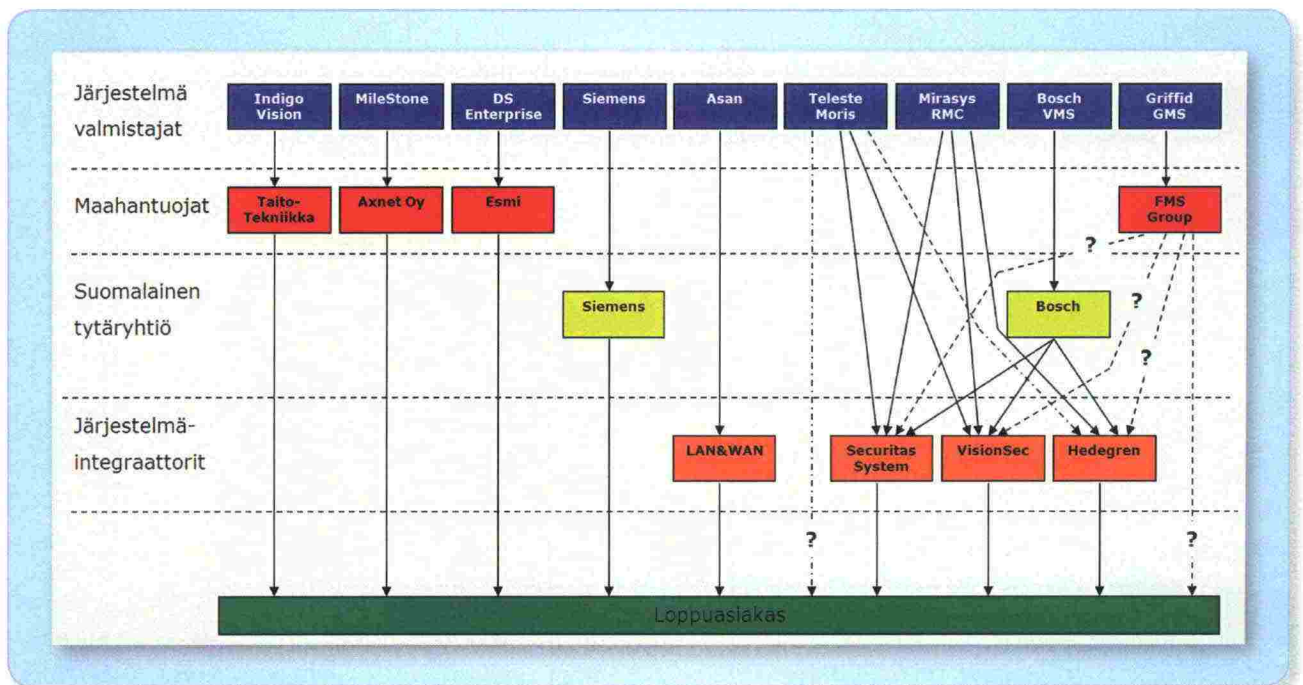 Järjestelmä
valmistajat
Indigo
Vision
MileStone
DS
Enterprise
Siemens
Asan
Teleste
Moris
Mirasys
RMC
Bosch
VMS
Griffid
GMS
Maahantuojat
Taito-
Tekniikka
Axnet Oy
Esmi
FMS
Group
?
Suomalainen
tytäryhtiö
Siemens
Bosch
?
?
Järjestelmä-
integraattorit
LAN&WAN
Securitas
System
VisionSec
Hedegren
?
?
Loppuasiakas